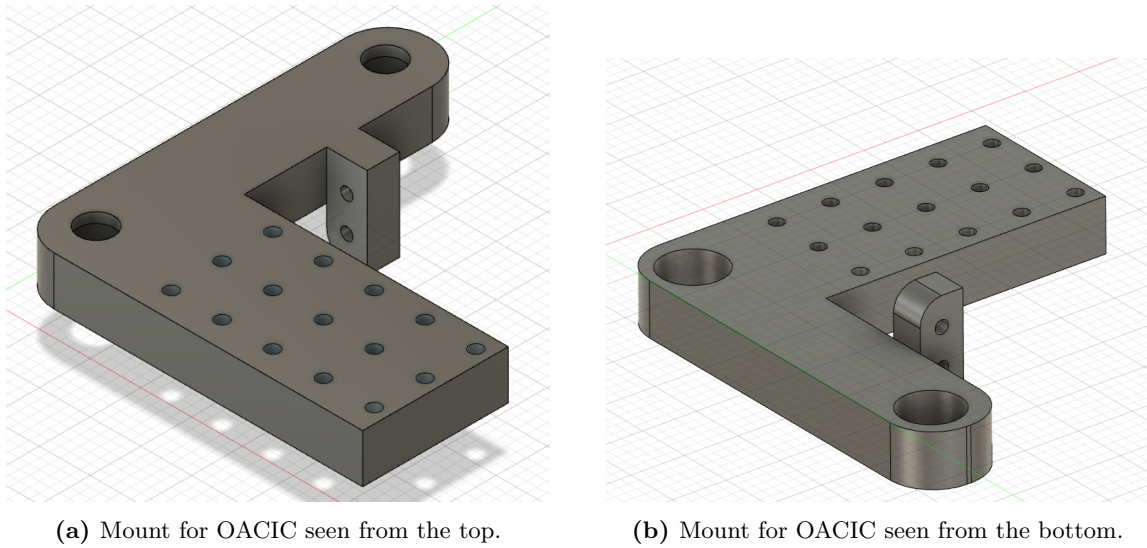 (a) Mount for OACIC seen from the top.
(b) Mount for OACIC seen from the bottom.